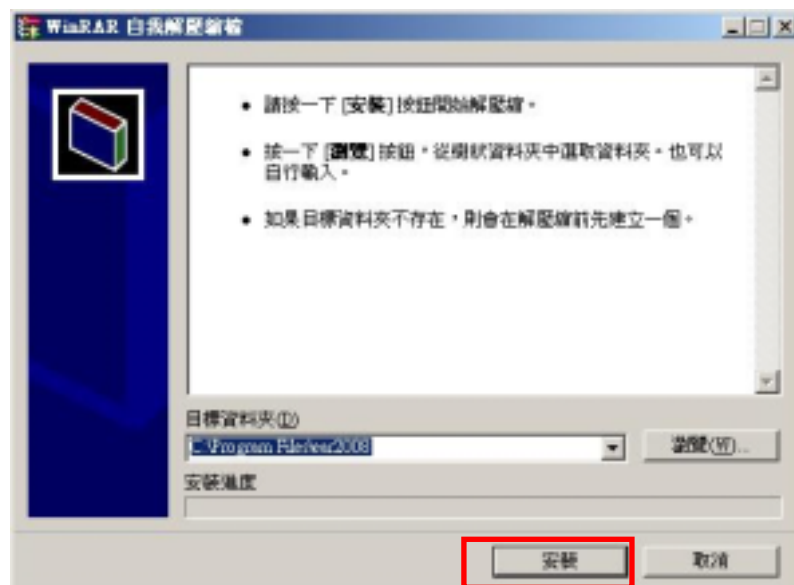 WinRAR 自我解壓縮檔
• 請按一下 [安裝] 按鈕開始解壓縮。
• 按一下 [瀏覽] 按鈕，從樹狀資料夾中選取資料夾。也可以
自行輸入。
• 如果目標資料夾不存在，則會在解壓縮前先建立一個。
目標資料夾(D)
C:\Program Files\ear2008
瀏覽(W)...
安裝進度
安裝
取消